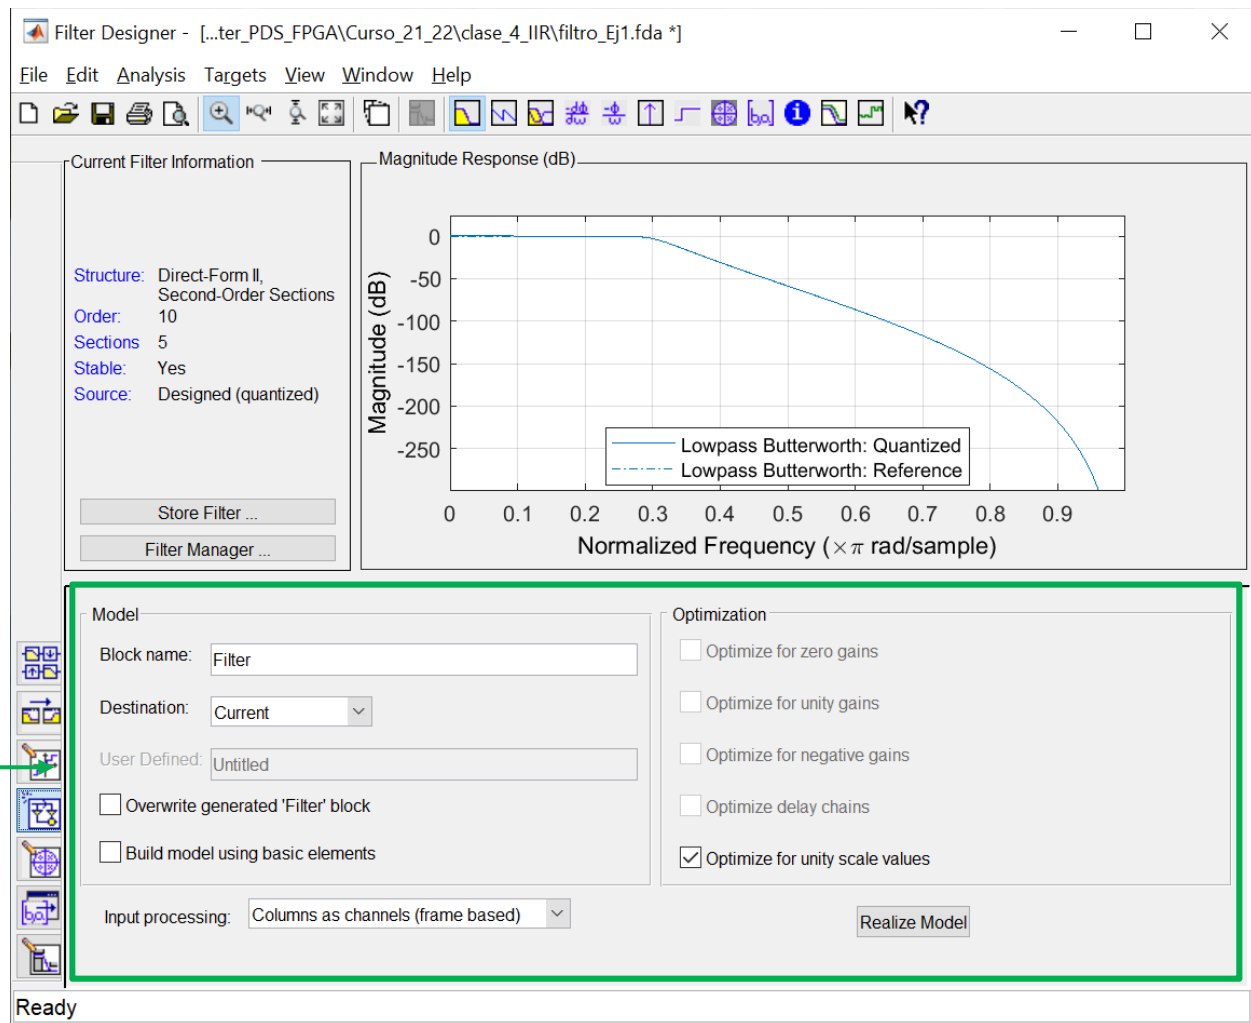 Filter Designer - [...ter_PDS_FPGA\Curso_21_22\clase_4_IIR\filtro_Ej1.fda *]
File Edit Analysis Targets View Window Help
[b,a]
Current Filter Information
Structure: Direct-Form II,
Second-Order Sections
Order: 10
Sections 5
Stable: Yes
Source: Designed (quantized)
Store Filter ...
Filter Manager ...
Magnitude Response (dB)
Magnitude (dB)
0
-50
-100
-150
-200
-250
Lowpass Butterworth: Quantized
Lowpass Butterworth: Reference
0 0.1 0.2 0.3 0.4 0.5 0.6 0.7 0.8 0.9
Normalized Frequency (×π rad/sample)
Model
Block name: Filter
Destination: Current
User Defined: Untitled
Overwrite generated 'Filter' block
Build model using basic elements
Input processing: Columns as channels (frame based)
Optimization
Optimize for zero gains
Optimize for unity gains
Optimize for negative gains
Optimize delay chains
Optimize for unity scale values
Realize Model
Ready